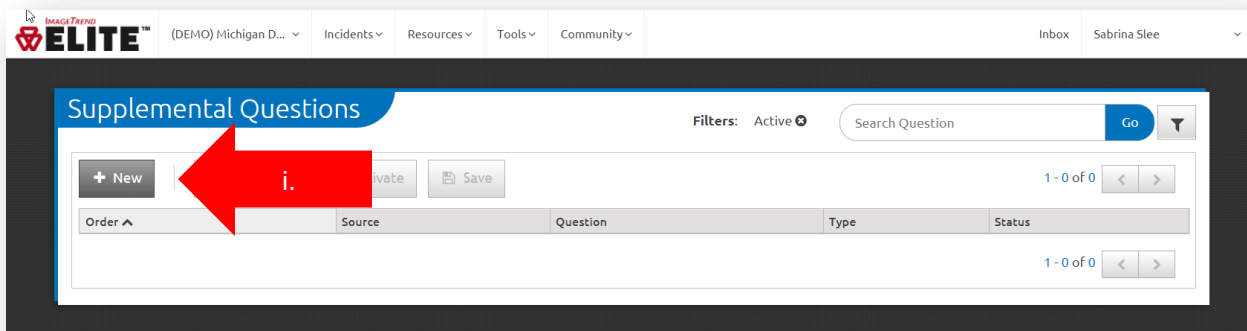 IMAGETREND
ELITE™ (DEMO) Michigan D... Incidents Resources Tools Community Inbox Sabrina Slee
Supplemental Questions
Filters: Active Search Question Go
+ New i. ivate Save 1 - 0 of 0 < >
Order Source Question Type Status
1 - 0 of 0 < >